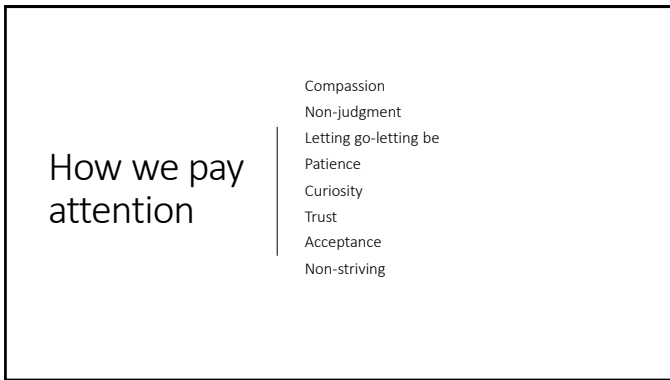 How we pay
attention
Compassion
Non-judgment
Letting go-letting be
Patience
Curiosity
Trust
Acceptance
Non-striving